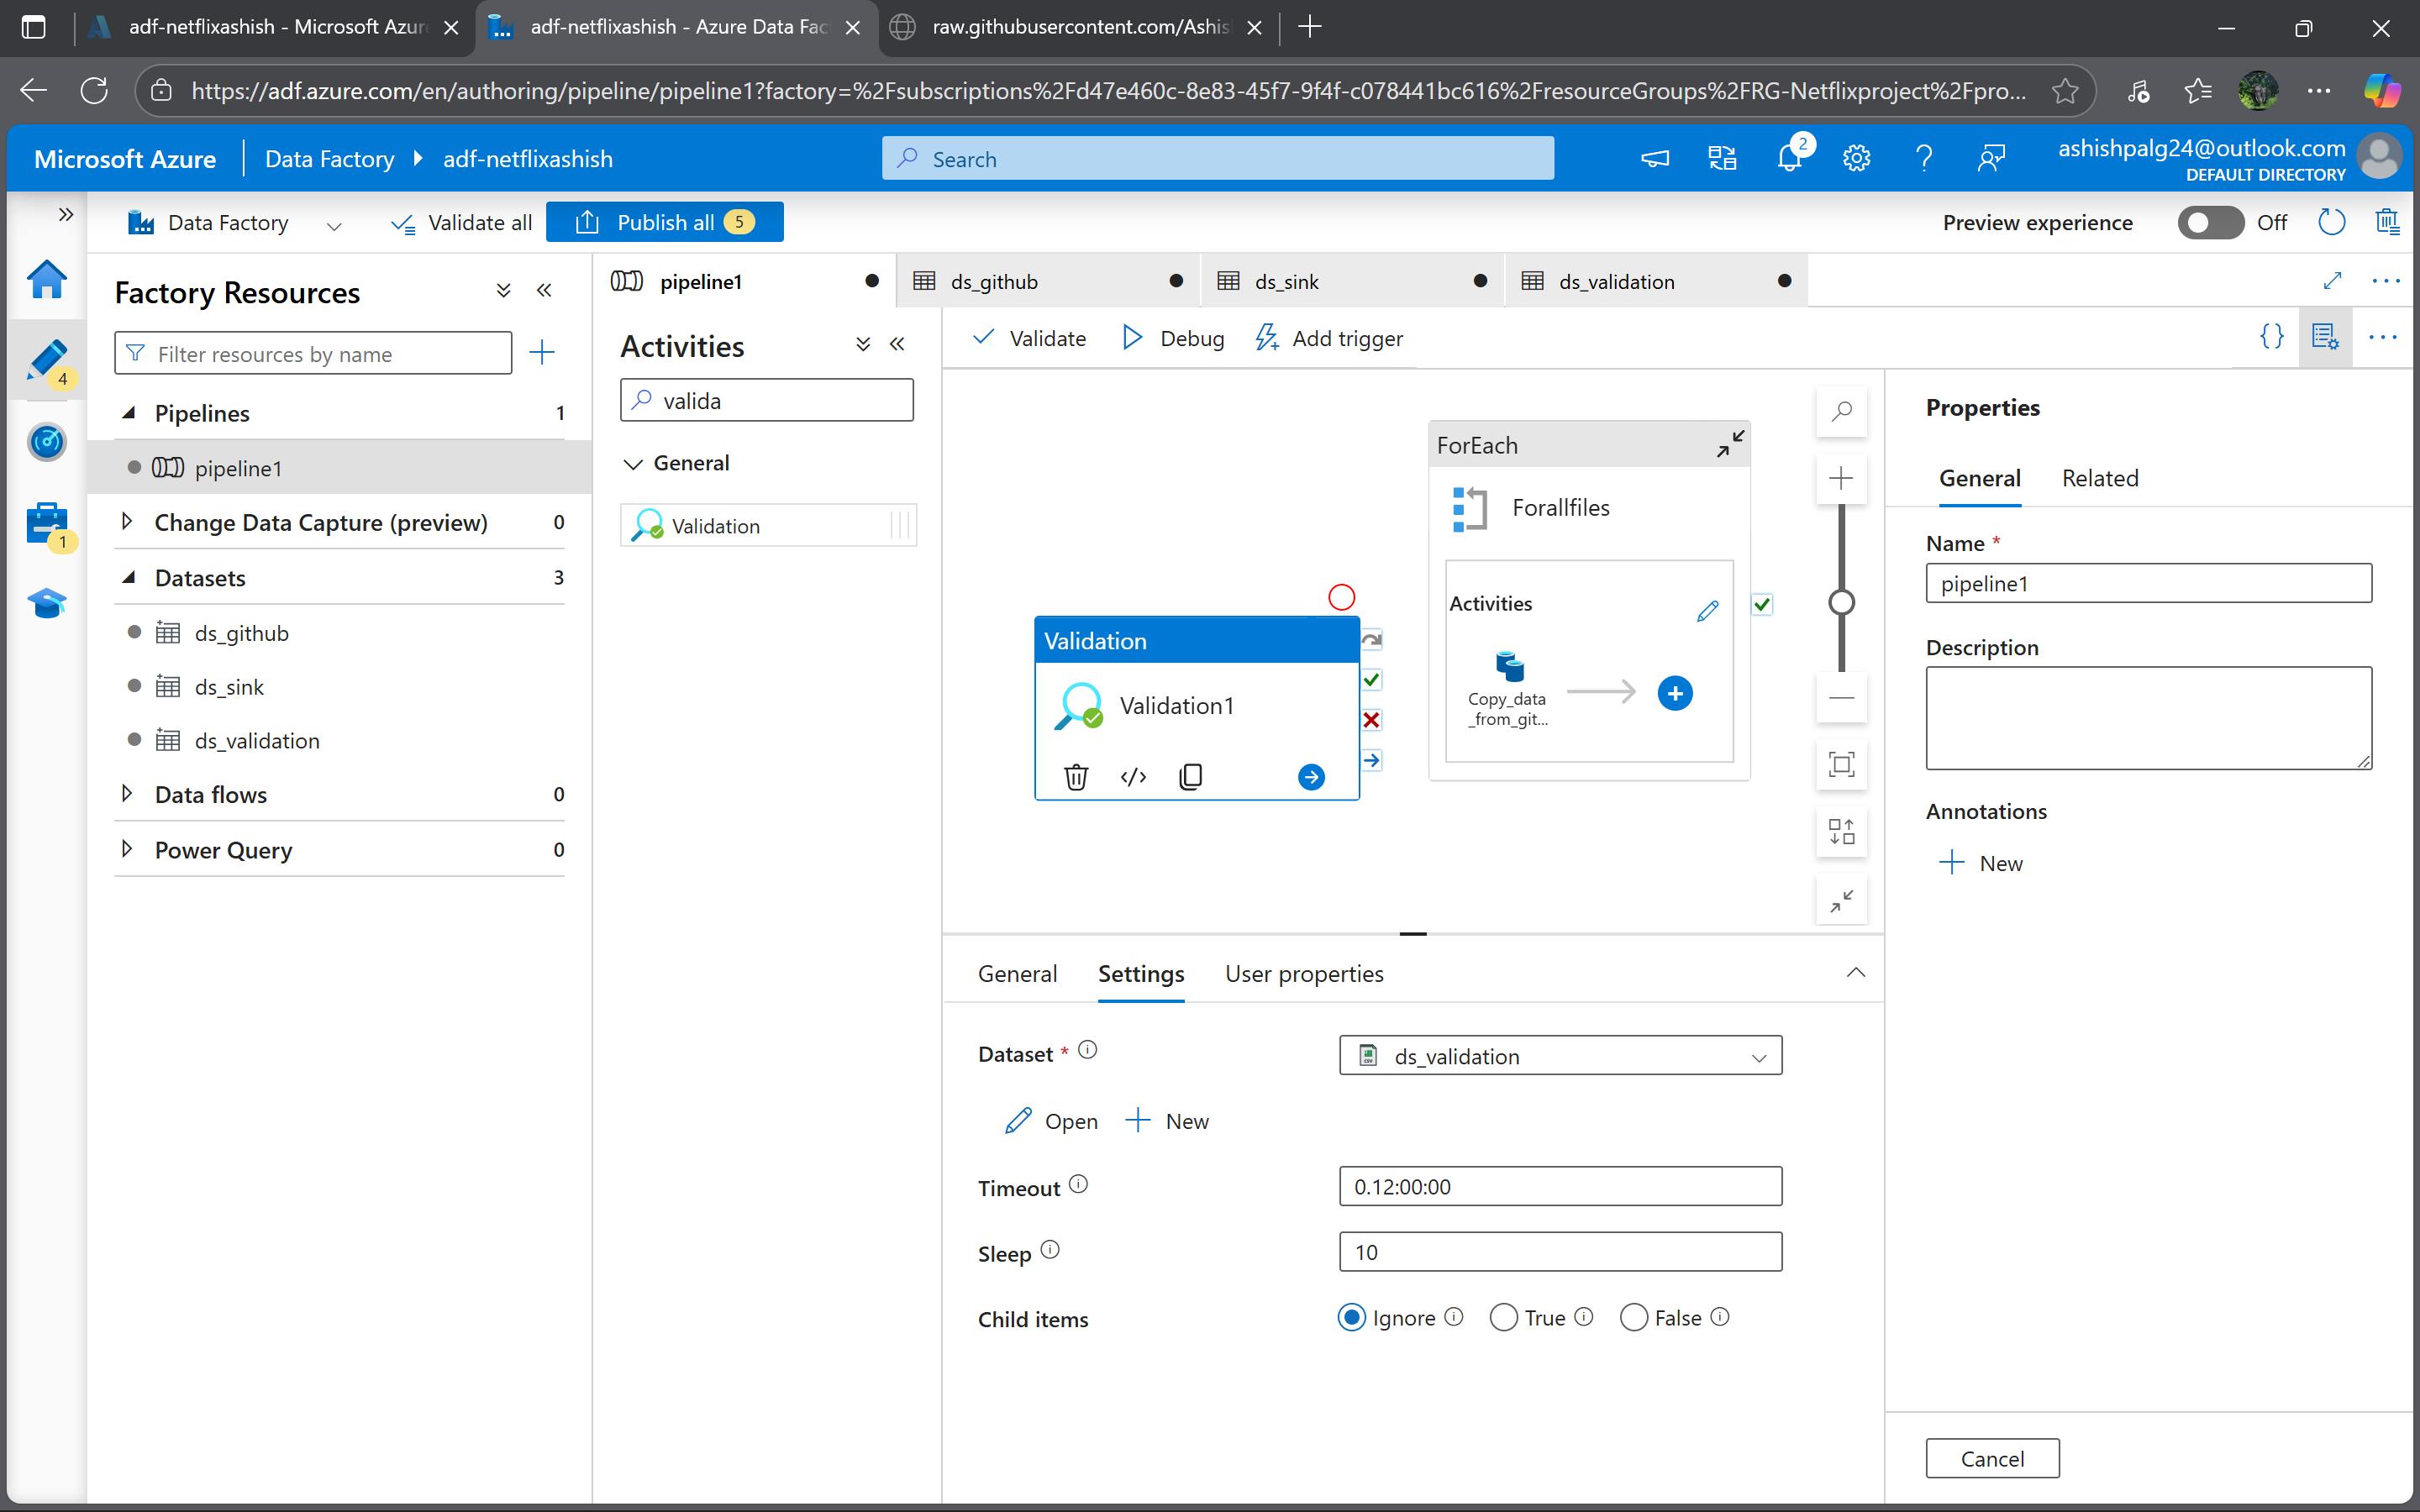 adf-netflixashish - Microsoft Azur
adf-netflixashish - Azure Data Fac
raw.githubusercontent.com/Ashis
https://adf.azure.com/en/authoring/pipeline/pipeline1?factory=%2Fsubscriptions%2Fd47e460c-8e83-45f7-9f4f-c078441bc616%2FresourceGroups%2FRG-Netflixproject%2Fpro...
Microsoft Azure
Data Factory
adf-netflixashish
Search
2
ashishpalg24@outlook.com
DEFAULT DIRECTORY
Data Factory
Validate all
Publish all 5
Preview experience
Off
4
1
Factory Resources
Filter resources by name
Pipelines 1
pipeline1
Change Data Capture (preview) 0
Datasets 3
ds_github
ds_sink
ds_validation
Data flows 0
Power Query 0
pipeline1
ds_github
ds_sink
ds_validation
Activities
valida
General
Validation
Validate
Debug
Add trigger
{}
ForEach
Forallfiles
Activities
Copy_data
_from_git...
Validation
Validation1
</>
General
Settings
User properties
Dataset *
ds_validation
Open
New
Timeout
0.12:00:00
Sleep
10
Child items
Ignore
True
False
Properties
General
Related
Name *
pipeline1
Description
Annotations
New
Cancel